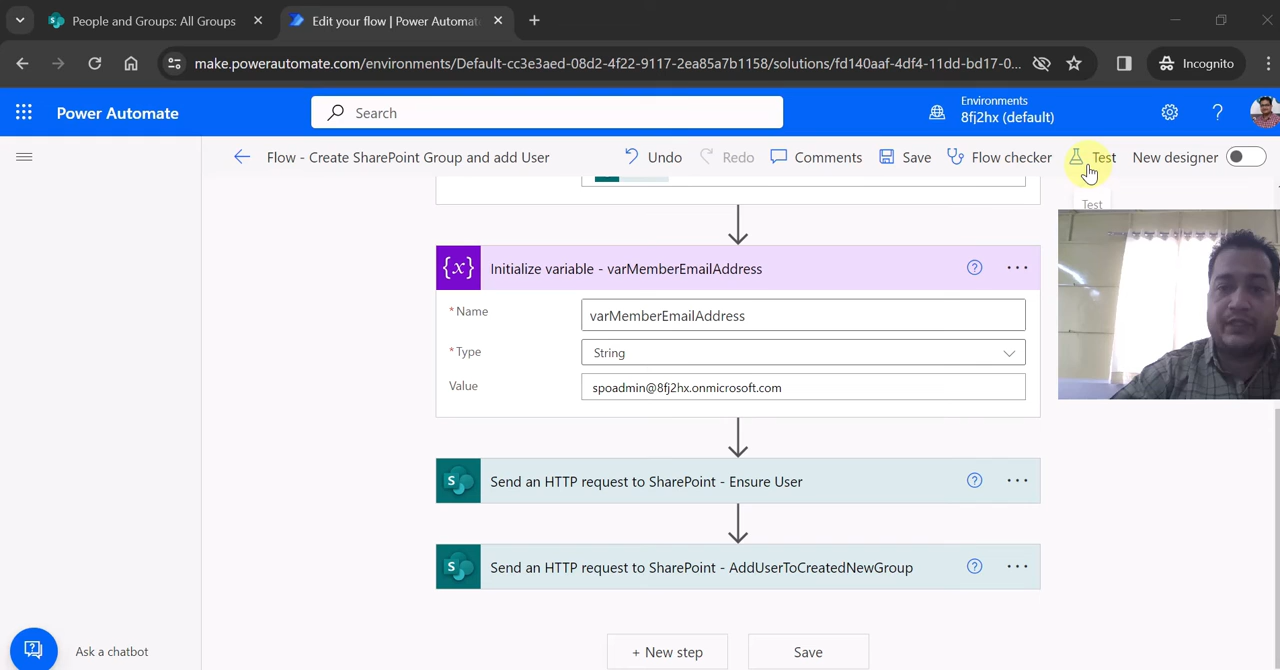 People and Groups: All Groups
Edit your flow | Power Automate
make.powerautomate.com/environments/Default-cc3e3aed-08d2-4f22-9117-2ea85a7b1158/solutions/fd140aaf-4df4-11dd-bd17-0...
Incognito
Power Automate
Search
Environments
8fj2hx (default)
Flow - Create SharePoint Group and add User
Undo
Redo
Comments
Save
Flow checker
Test
New designer
Test
{x}
Initialize variable - varMemberEmailAddress
* Name
varMemberEmailAddress
* Type
String
Value
spoadmin@8fj2hx.onmicrosoft.com
Send an HTTP request to SharePoint - Ensure User
Send an HTTP request to SharePoint - AddUserToCreatedNewGroup
+ New step
Save
Ask a chatbot